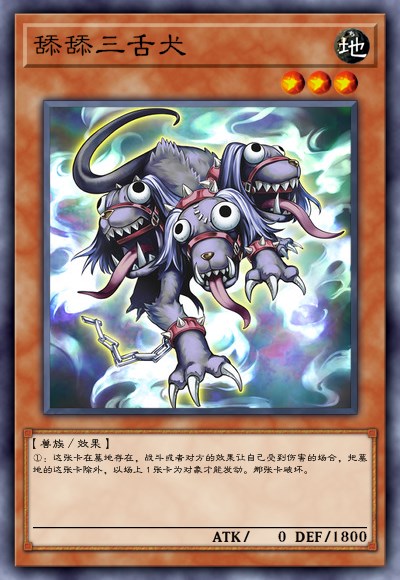 舔舔三舌犬
地
【兽族／效果】
①：这张卡在墓地存在，战斗或者对方的效果让自己受到伤害的场合，把墓
地的这张卡除外，以场上１张卡为对象才能发动。那张卡破坏。
ATK/ 0 DEF/1800